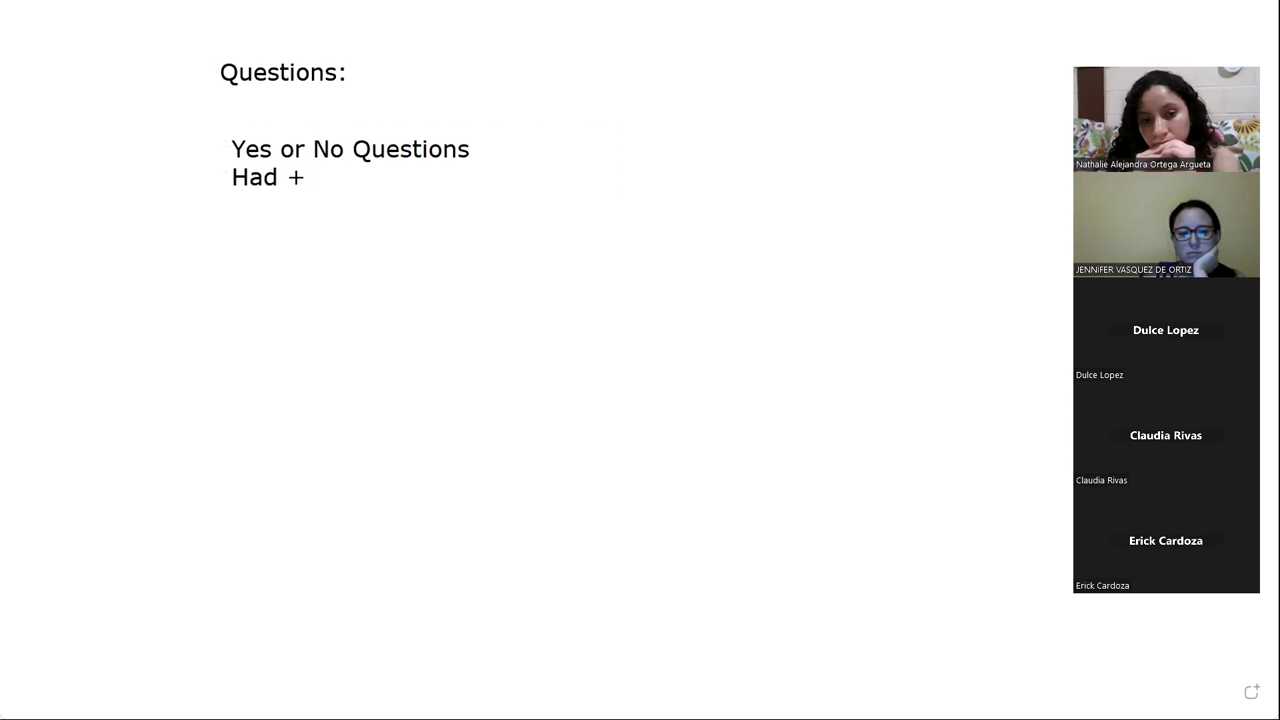 Questions:
Yes or No Questions
Had +
Nathalie Alejandra Ortega Argueta
JENNIFER VASQUEZ DE ORTIZ
Dulce Lopez
Dulce Lopez
Claudia Rivas
Claudia Rivas
Erick Cardoza
Erick Cardoza